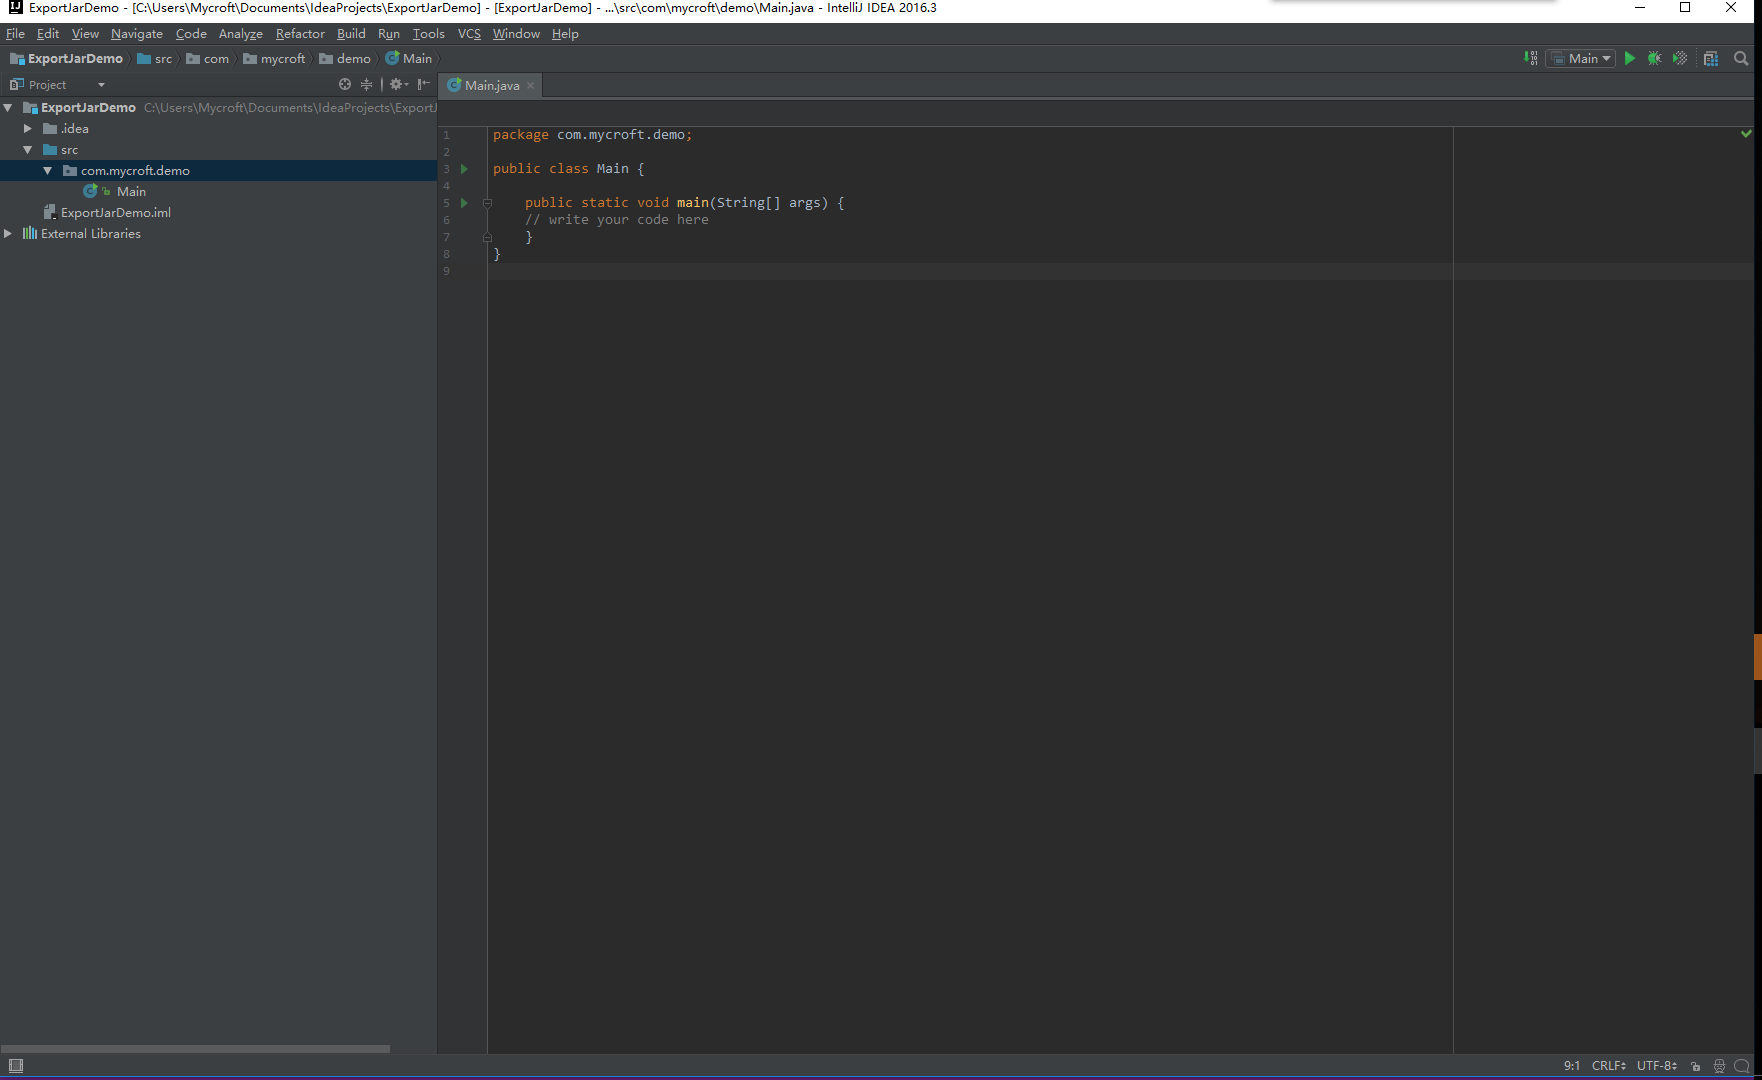 ExportJarDemo - [C:\Users\Mycroft\Documents\IdeaProjects\ExportJarDemo] - [ExportJarDemo] - ...\src\com\mycroft\demo\Main.java - IntelliJ IDEA 2016.3
File Edit View Navigate Code Analyze Refactor Build Run Tools VCS Window Help
ExportJarDemo src com mycroft demo Main Main
Project
Main.java
ExportJarDemo C:\Users\Mycroft\Documents\IdeaProjects\ExportJ
.idea
src
com.mycroft.demo
Main
ExportJarDemo.iml
External Libraries
1 package com.mycroft.demo;
2
3 public class Main {
4
5 public static void main(String[] args) {
6 // write your code here
7 }
8 }
9
9:1 CRLF UTF-8